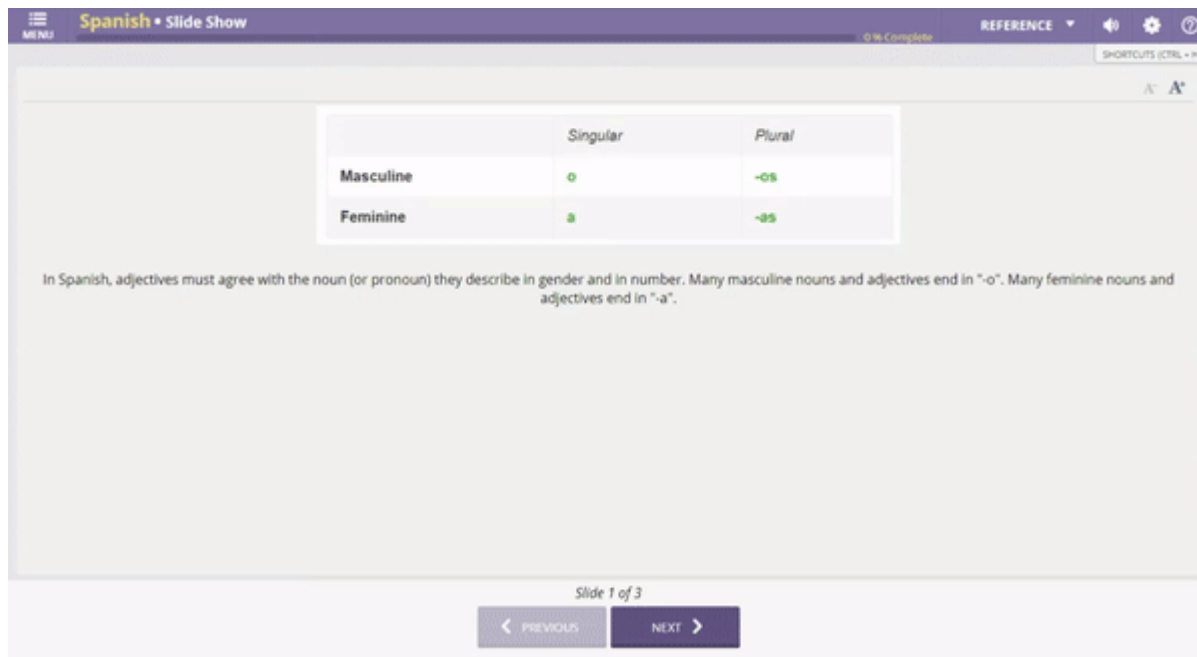 MENU
Spanish • Slide Show
0% Complete
REFERENCE
SHORTCUTS (CTRL +
A- A+
Singular Plural
Masculine o -os
Feminine a -as
In Spanish, adjectives must agree with the noun (or pronoun) they describe in gender and in number. Many masculine nouns and adjectives end in "-o". Many feminine nouns and
adjectives end in "-a".
Slide 1 of 3
PREVIOUS
NEXT